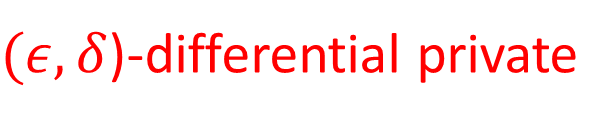 (ϵ, δ)-differential private